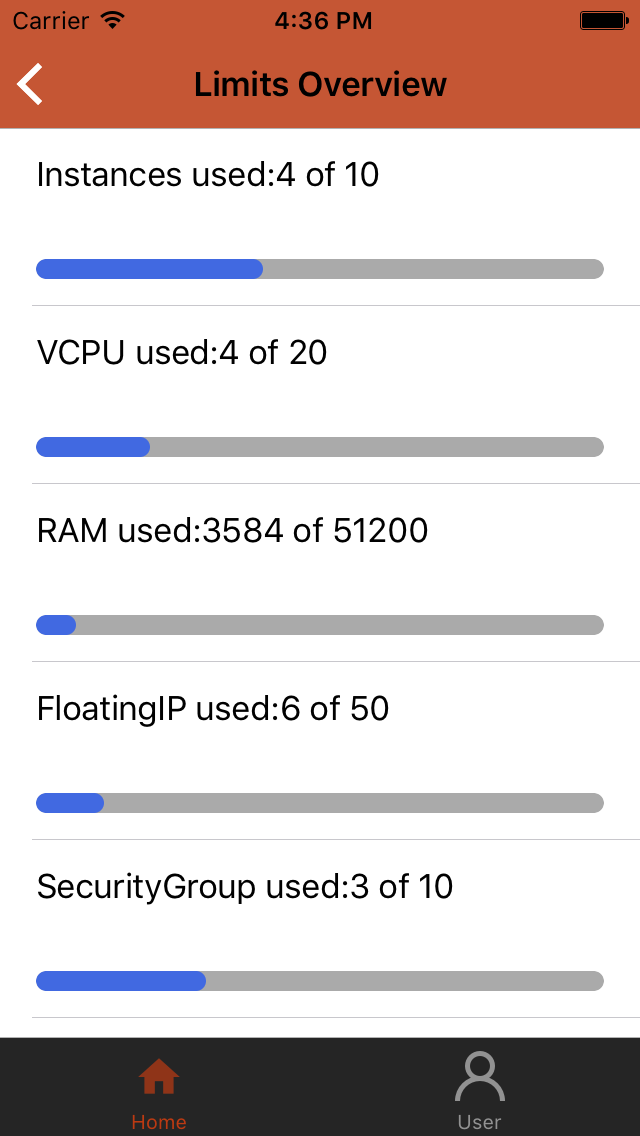 Carrier 4:36 PM
Limits Overview
Instances used:4 of 10
VCPU used:4 of 20
RAM used:3584 of 51200
FloatingIP used:6 of 50
SecurityGroup used:3 of 10
Home User